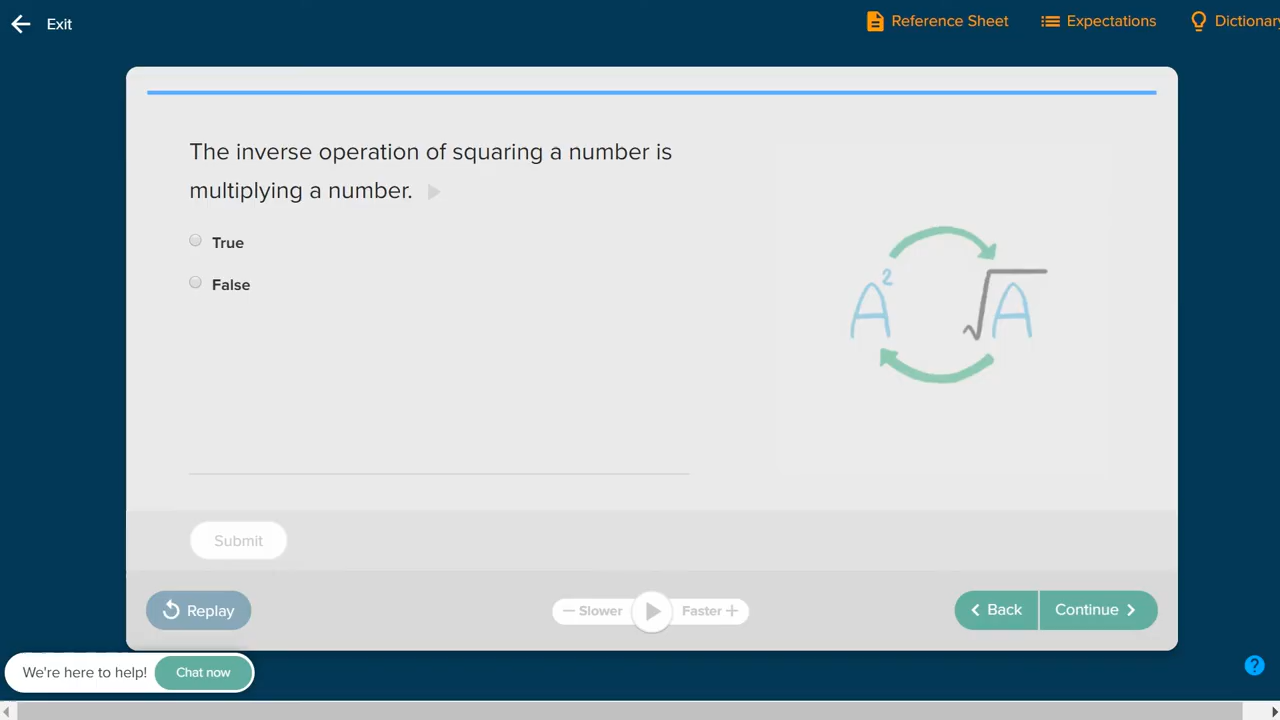 Exit
Reference Sheet
Expectations
Dictionary
The inverse operation of squaring a number is
multiplying a number.
True
False
A²
√A
Submit
Replay
Slower
Faster
Back
Continue
We're here to help!
Chat now
?